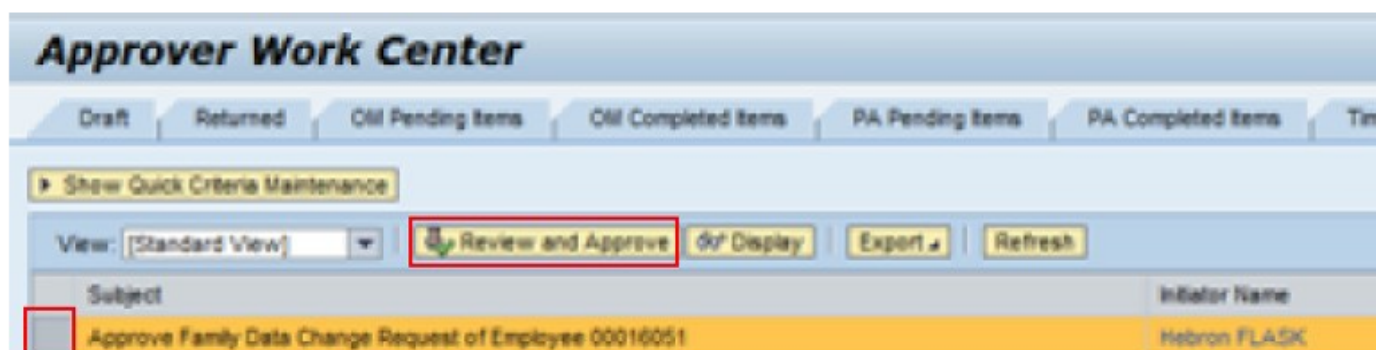 Approver Work Center
Draft Returned OM Pending Items OM Completed Items PA Pending Items PA Completed Items Tim
Show Quick Criteria Maintenance
View: [Standard View] Review and Approve Display Export Refresh
Subject Initiator Name
Approve Family Data Change Request of Employee 00016051 Hebron FLASK